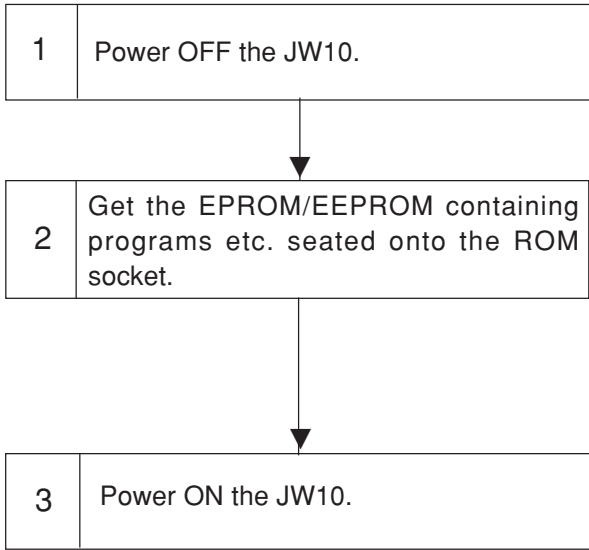 1
Power OFF the JW10.
2
Get the EPROM/EEPROM containing
programs etc. seated onto the ROM
socket.
3
Power ON the JW10.